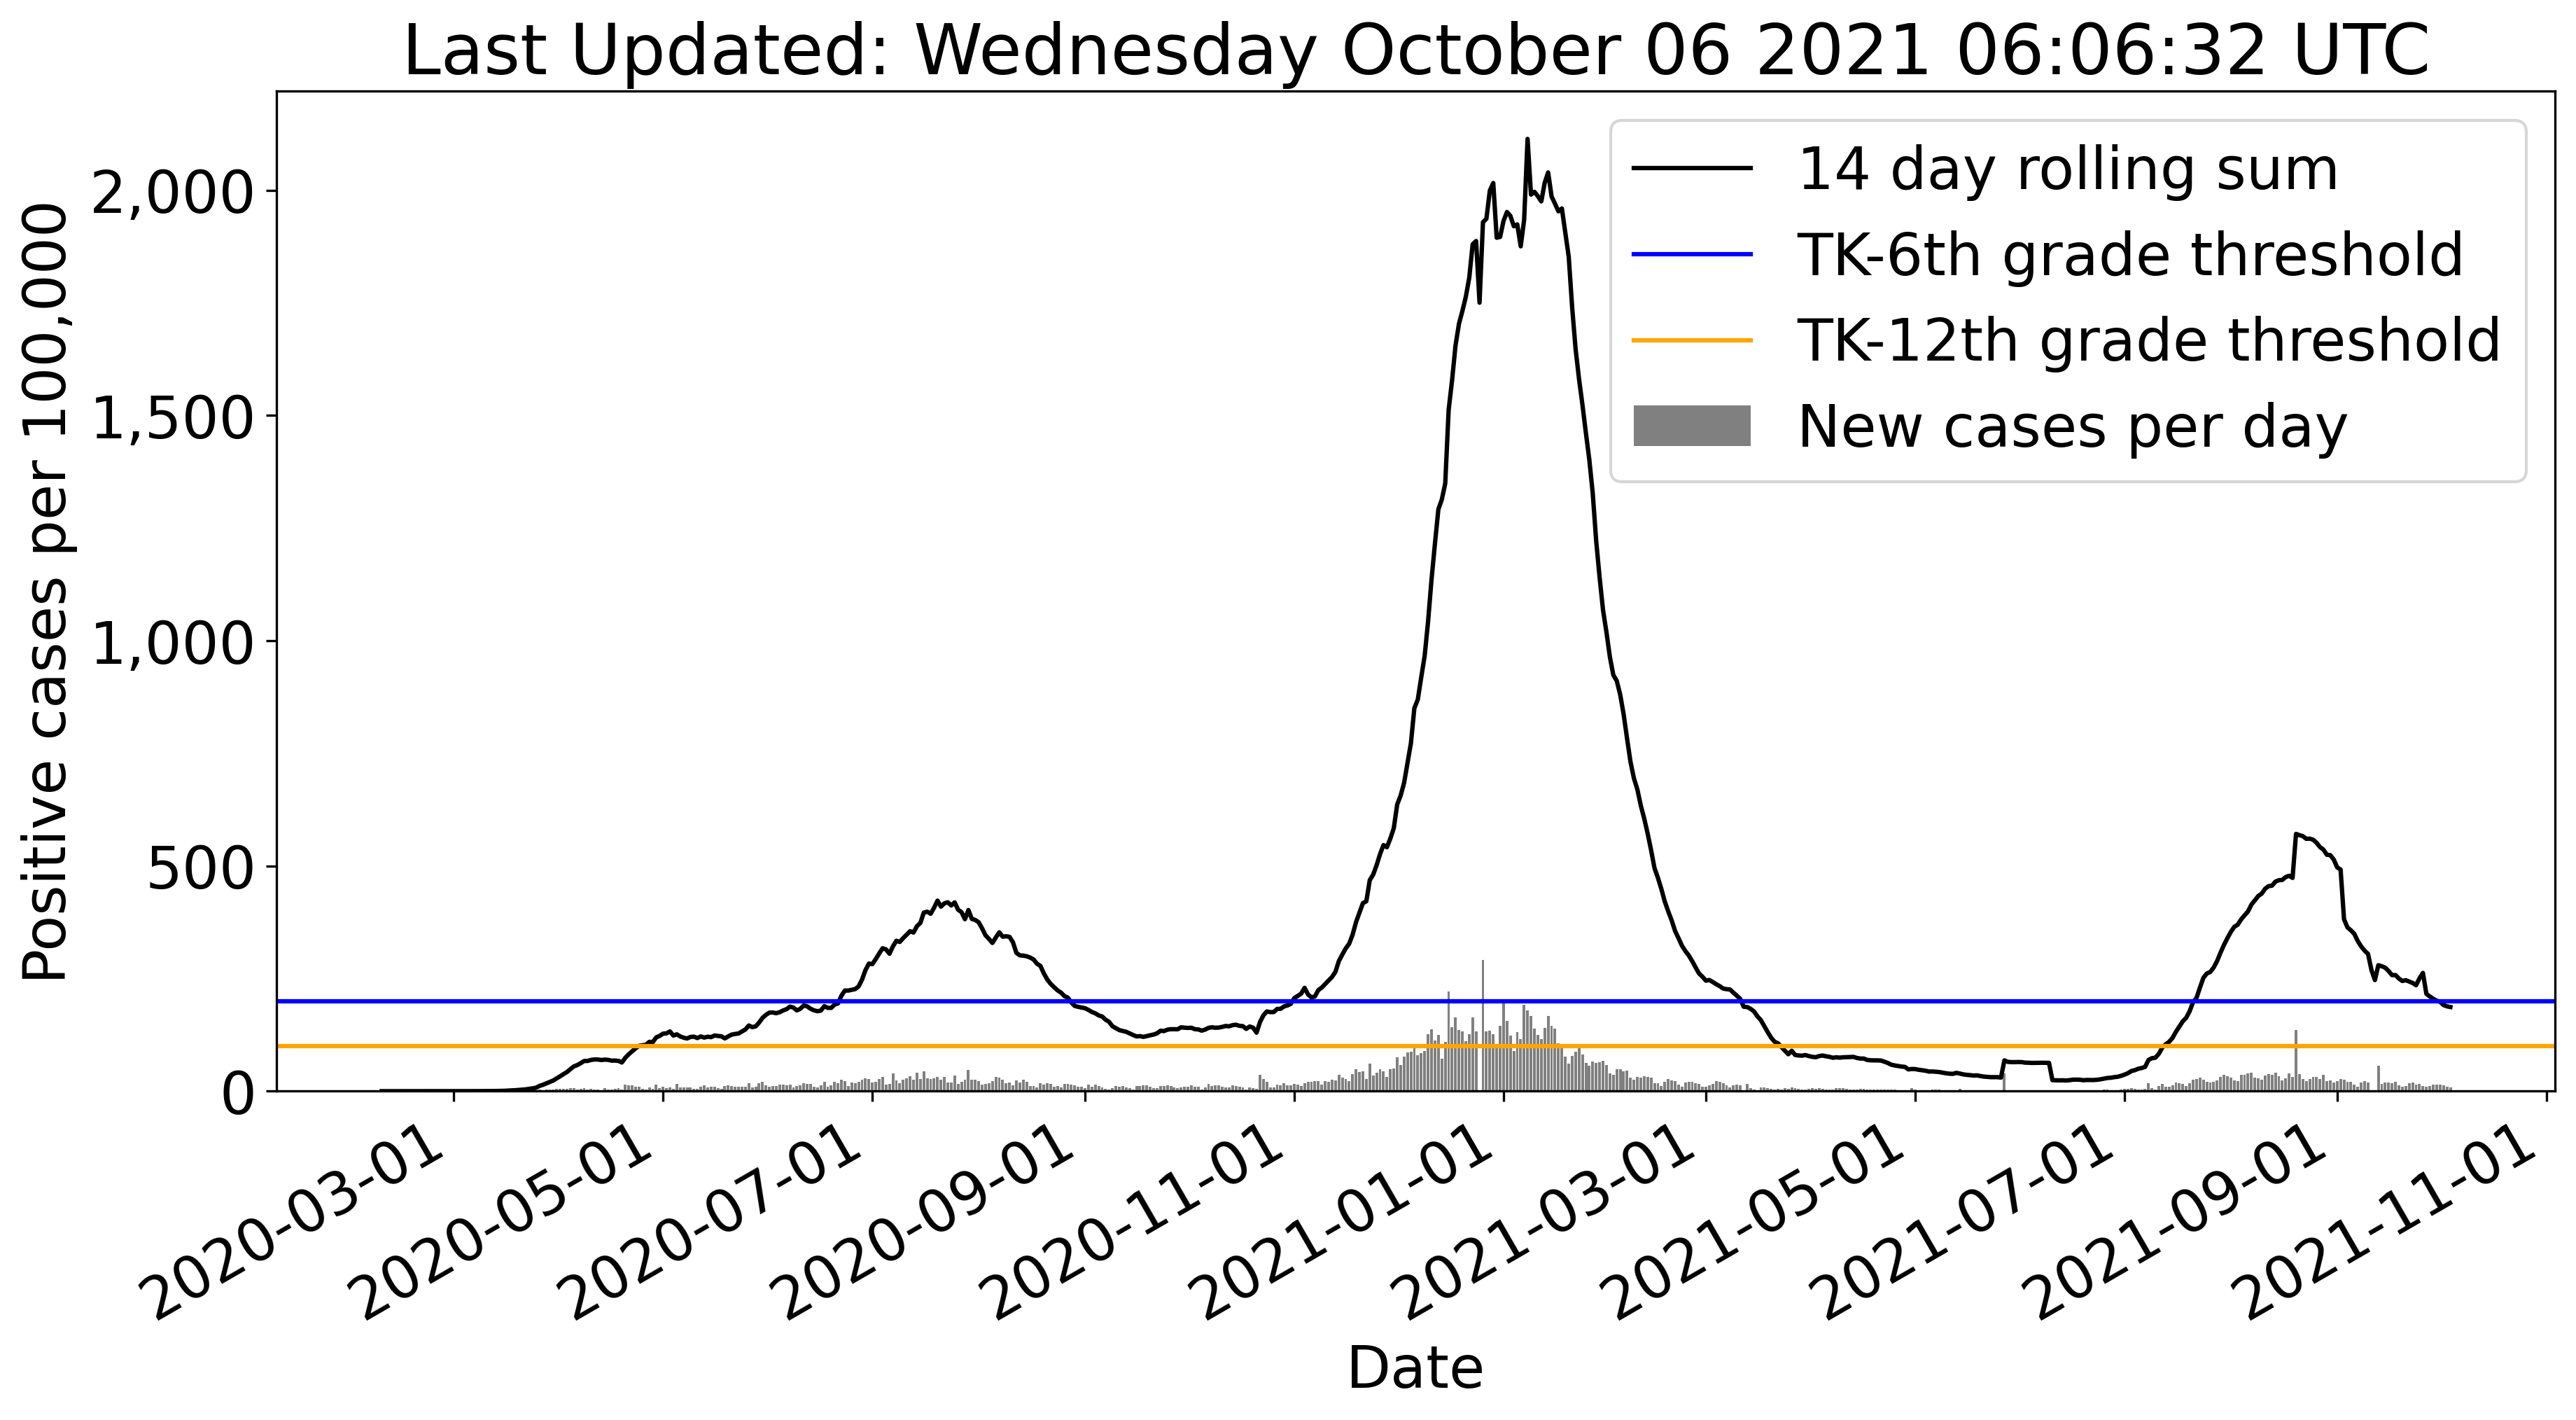 Last Updated: Wednesday October 06 2021 06:06:32 UTC
Positive cases per 100,000
2,000
1,500
1,000
500
0
14 day rolling sum
TK-6th grade threshold
TK-12th grade threshold
New cases per day
2020-03-01
2020-05-01
2020-07-01
2020-09-01
2020-11-01
2021-01-01
2021-03-01
2021-05-01
2021-07-01
2021-09-01
2021-11-01
Date